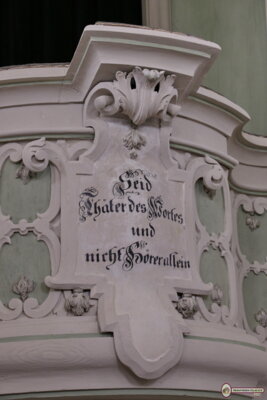 Seid
Thäter des Wortes
und
nicht Hörer allein